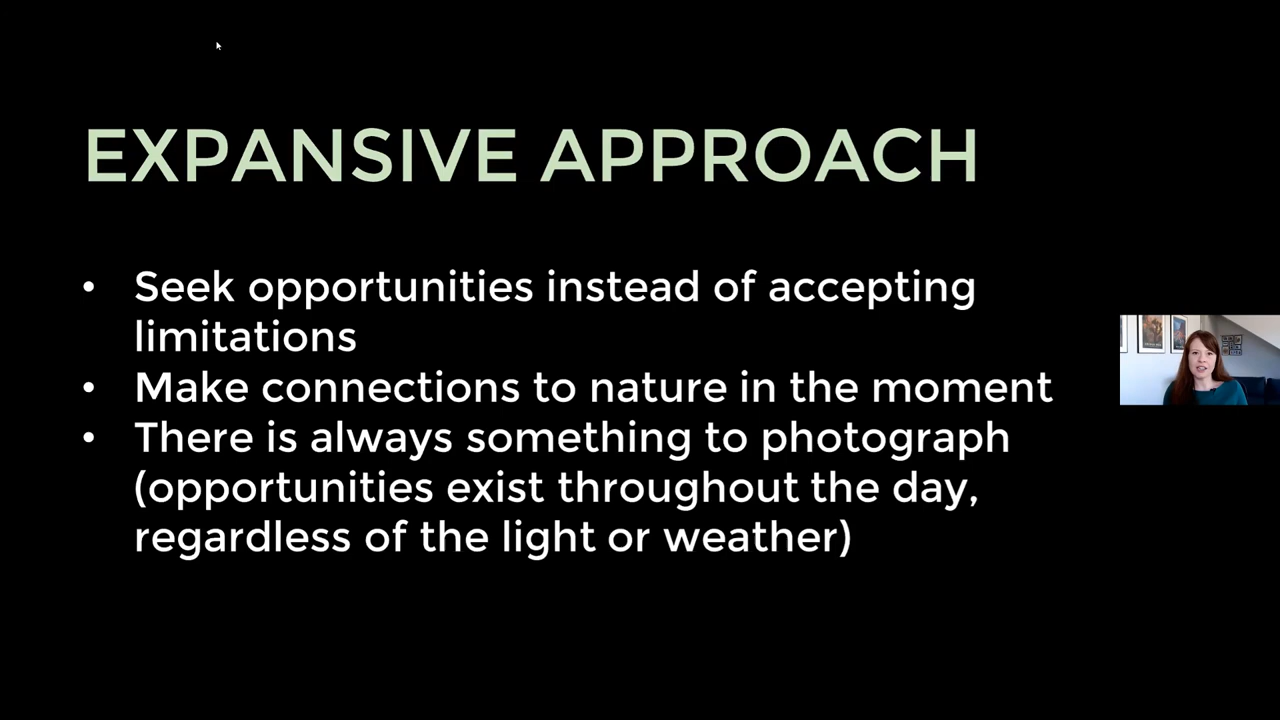 EXPANSIVE APPROACH
• Seek opportunities instead of accepting
limitations
• Make connections to nature in the moment
• There is always something to photograph
(opportunities exist throughout the day,
regardless of the light or weather)